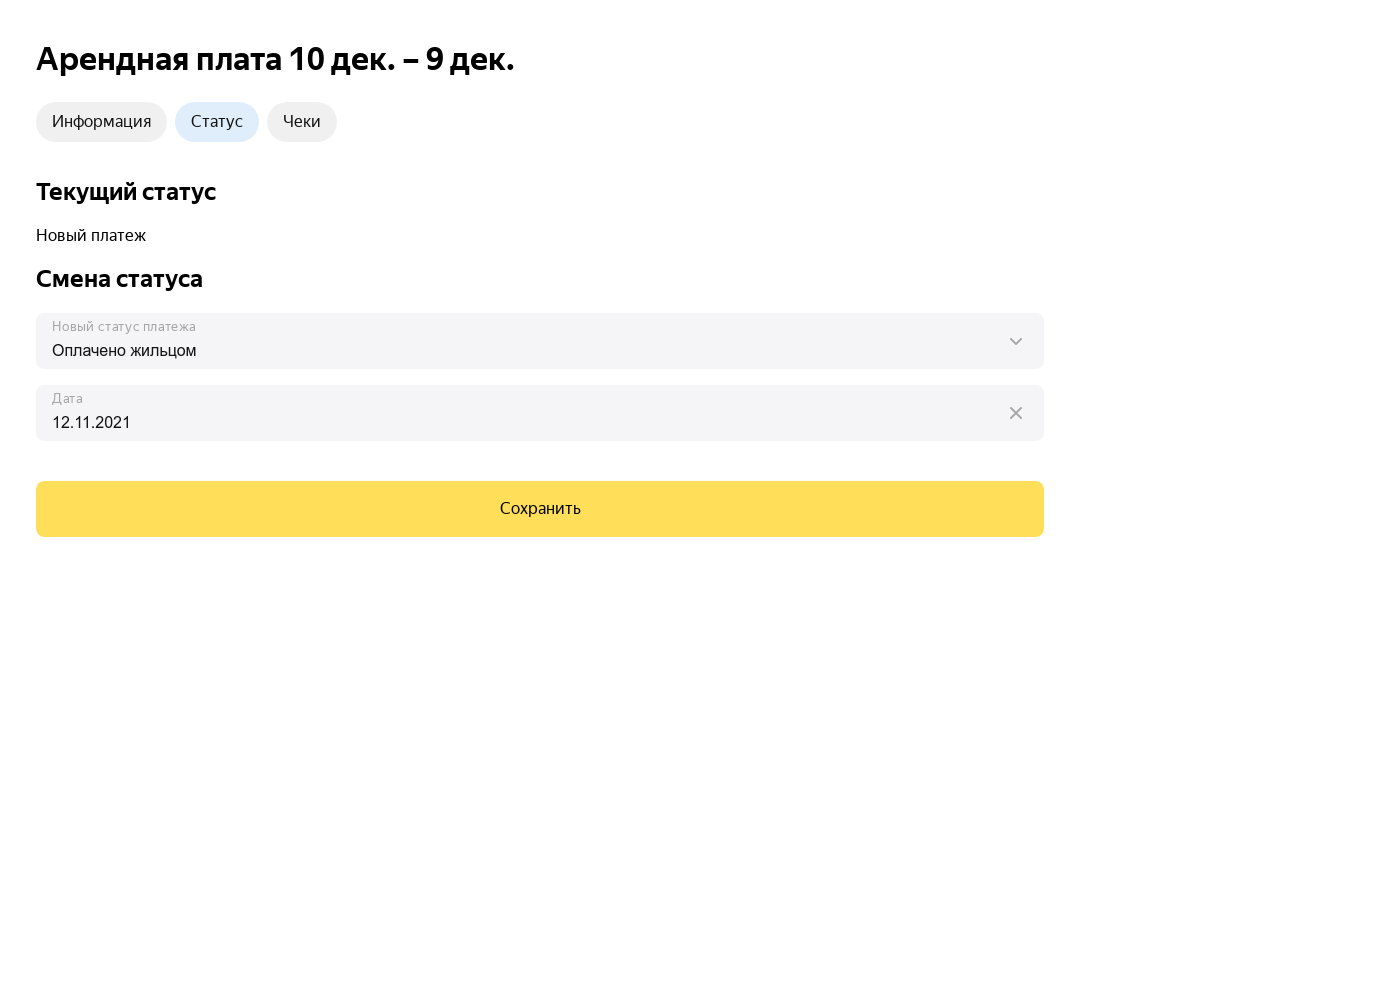 Арендная плата 10 дек. – 9 дек.
Информация
Статус
Чеки
Текущий статус
Новый платеж
Смена статуса
Новый статус платежа
Оплачено жильцом
Дата
12.11.2021
Сохранить